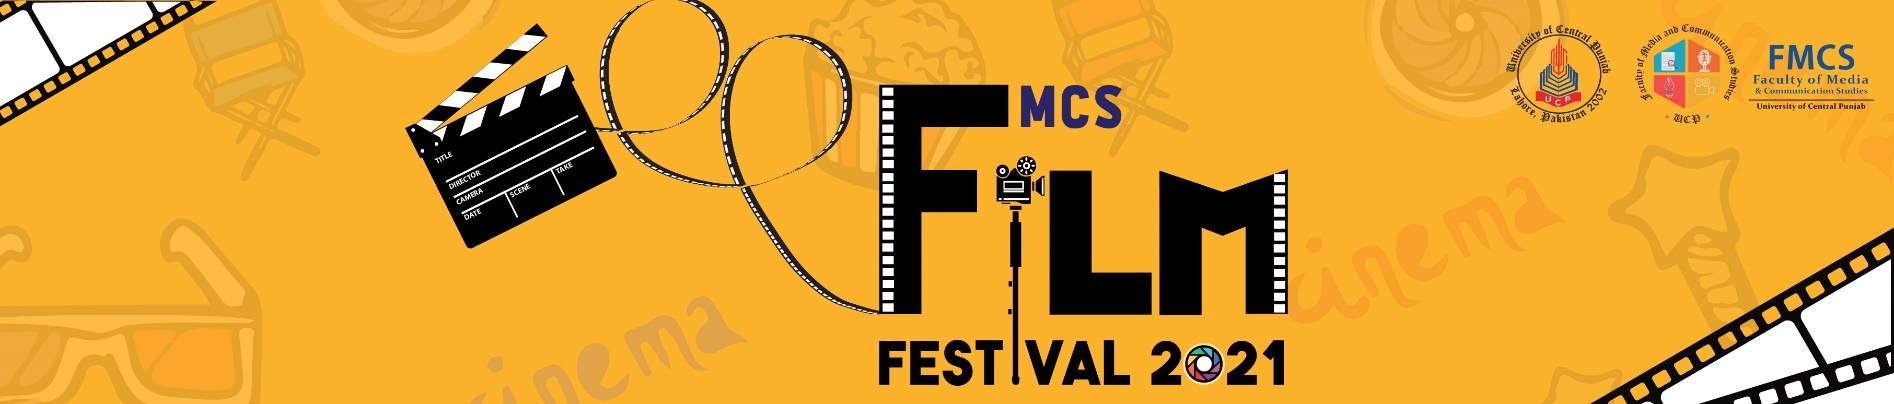 TITLE
DIRECTOR
CAMERA
DATE
SCENE
TAKE
MCS
FiLM
FESTIVAL 2021
University of Central Punjab
UCP
Lahore, Pakistan 2002
Faculty of Media and Communication Studies
UCP
FMCS
Faculty of Media
& Communication Studies
University of Central Punjab
cinema
cinema